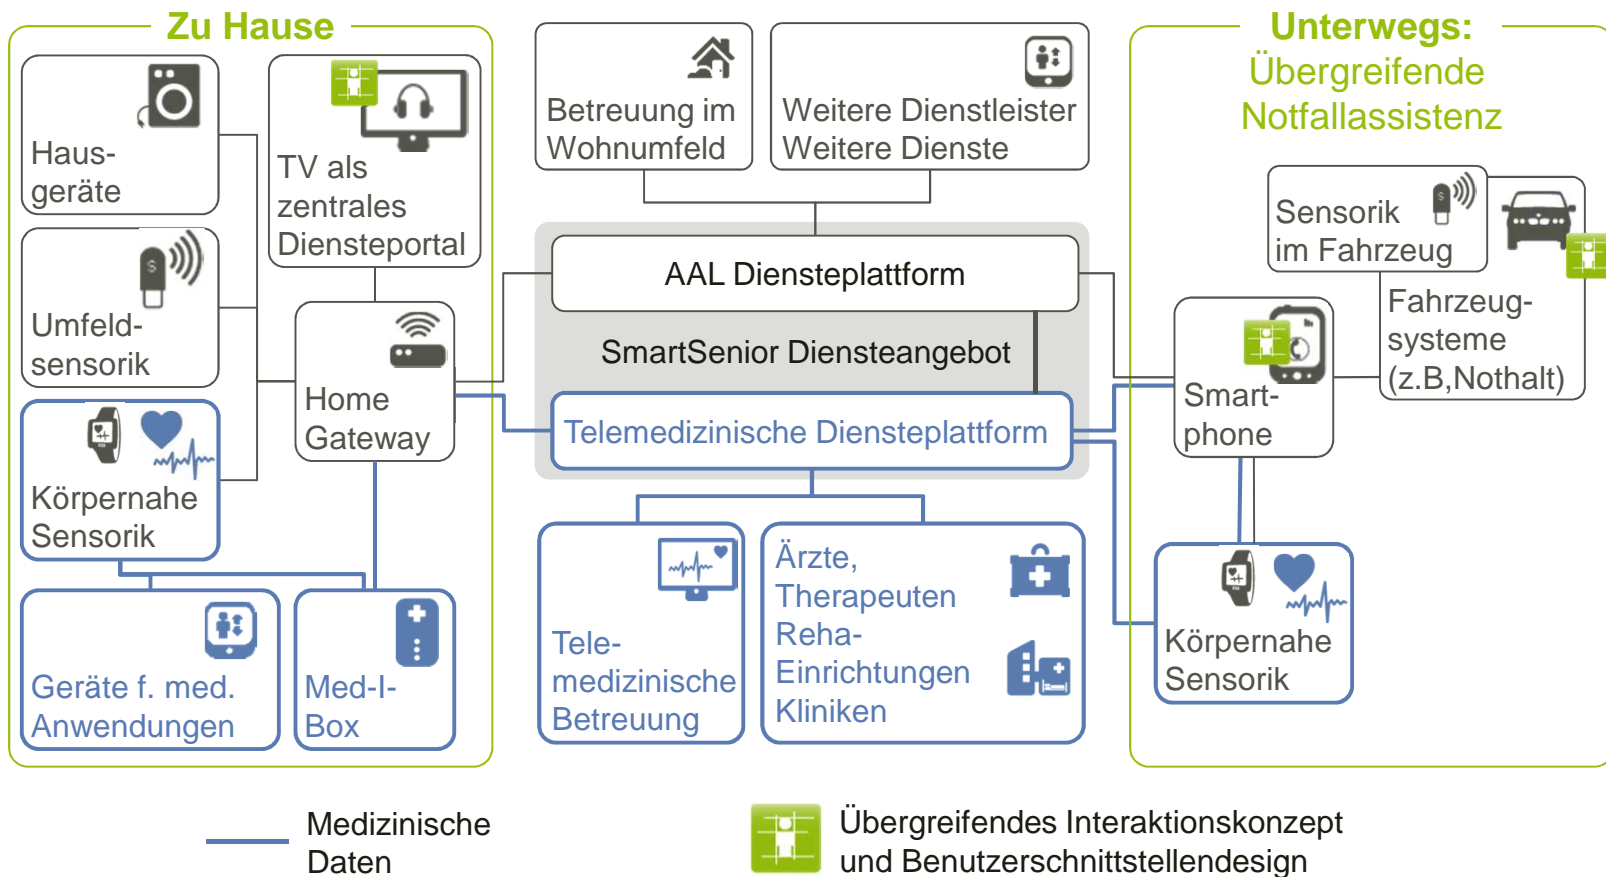 Zu Hause
Haus-
geräte
TV als
zentrales
Diensteportal
Umfeld-
sensorik
Home
Gateway
Körpernahe
Sensorik
Geräte f. med.
Anwendungen
Med-I-
Box
Betreuung im
Wohnumfeld
Weitere Dienstleister
Weitere Dienste
AAL Diensteplattform
SmartSenior Diensteangebot
Telemedizinische Diensteplattform
Tele-
medizinische
Betreuung
Ärzte,
Therapeuten
Reha-
Einrichtungen
Kliniken
Unterwegs:
Übergreifende
Notfallassistenz
Sensorik
im Fahrzeug
Fahrzeug-
systeme
(z.B,Nothalt)
Smart-
phone
Körpernahe
Sensorik
Medizinische
Daten
Übergreifendes Interaktionskonzept
und Benutzerschnittstellendesign